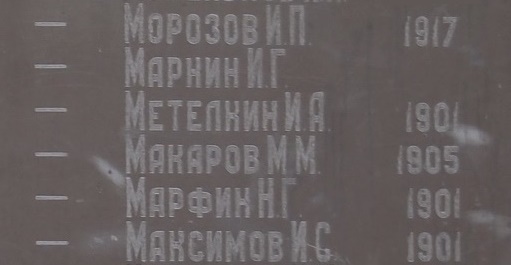 — Морозов И.П. 1917
— Марнин И.Г.
— Метелкин И.А. 1901
— Макаров М.М. 1905
— Марфин Н.Г. 1901
— Максимов И.С. 1901